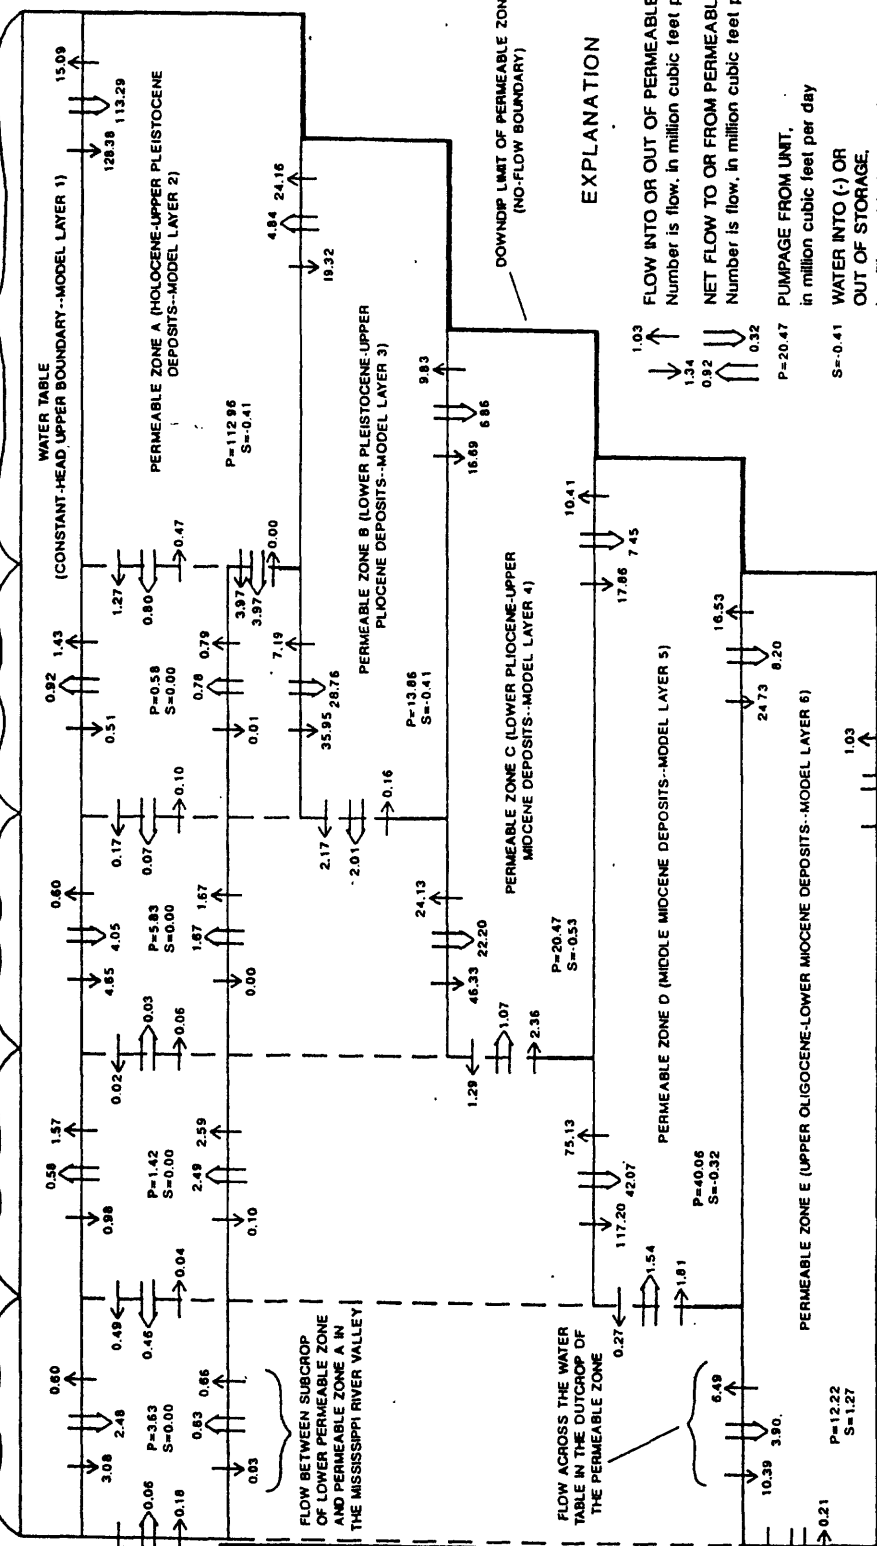 WATER TABLE
(CONSTANT-HEAD UPPER BOUNDARY--MODEL LAYER 1)
3.08
2.48
0.60
0.98
0.58
1.57
4.65
4.05
0.60
0.51
0.92
1.43
128.38
113.29
15.09
PERMEABLE ZONE A (HOLOCENE-UPPER PLEISTOCENE
DEPOSITS--MODEL LAYER 2)
0.06
0.18
P=3.63
S=0.00
0.49
0.46
0.04
P=1.42
S=0.00
0.02
0.03
0.06
P=5.83
S=0.00
0.17
0.07
0.10
P=0.58
S=0.00
1.27
0.80
0.47
P=112.96
S=-0.41
0.03
0.63
0.66
0.10
2.49
2.59
0.00
1.67
1.67
0.01
0.78
0.79
3.97
3.97
0.00
FLOW BETWEEN SUBCROP
OF LOWER PERMEABLE ZONE
AND PERMEABLE ZONE A IN
THE MISSISSIPPI RIVER VALLEY
35.95
28.76
7.19
19.32
4.84
24.16
PERMEABLE ZONE B (LOWER PLEISTOCENE-UPPER
PLIOCENE DEPOSITS--MODEL LAYER 3)
2.17
2.01
0.16
P=13.86
S=-0.41
46.33
22.20
24.13
16.69
6.86
9.83
PERMEABLE ZONE C (LOWER PLIOCENE-UPPER
MIOCENE DEPOSITS--MODEL LAYER 4)
1.29
1.07
2.36
P=20.47
S=-0.53
117.20
42.07
75.13
17.86
7.45
10.41
PERMEABLE ZONE D (MIDDLE MIOCENE DEPOSITS--MODEL LAYER 5)
0.27
1.54
1.81
P=40.06
S=-0.32
FLOW ACROSS THE WATER
TABLE IN THE OUTCROP OF
THE PERMEABLE ZONE
10.39
3.90
6.49
24.73
8.20
16.53
PERMEABLE ZONE E (UPPER OLIGOCENE-LOWER MIOCENE DEPOSITS--MODEL LAYER 6)
0.21
P=12.22
S=1.27
1.03
DOWNDIP LIMIT OF PERMEABLE
(NO-FLOW BOUNDARY)
EXPLANATION
1.34
1.03
FLOW INTO OR OUT OF PERMEABLE
Number is flow, in million cubic feet
0.92
0.32
NET FLOW TO OR FROM PERMEABLE
Number is flow, in million cubic feet
P=20.47
PUMPAGE FROM UNIT,
in million cubic feet per day
S=-0.41
WATER INTO (-) OR
OUT OF STORAGE,